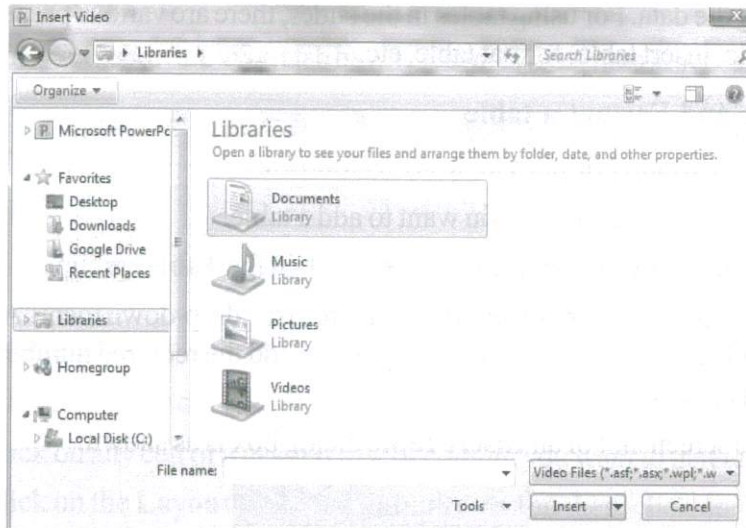 Insert Video
Libraries
Search Libraries
Organize
Microsoft PowerPc
Favorites
Desktop
Downloads
Google Drive
Recent Places
Libraries
Homegroup
Computer
Local Disk (C:)
Libraries
Open a library to see your files and arrange them by folder, date, and other properties.
Documents
Library
Music
Library
Pictures
Library
Videos
Library
File name:
Video Files (*.asf;*.asx;*.wpl;*.w
Tools
Insert
Cancel